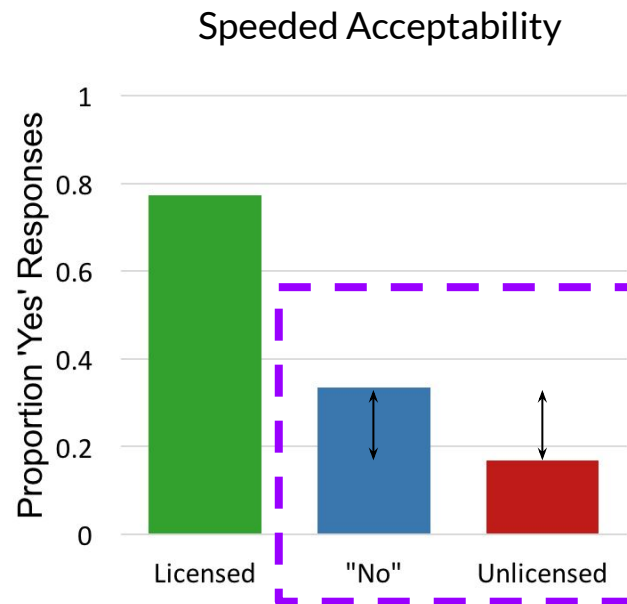 Speeded Acceptability
Proportion 'Yes' Responses
1
0.8
0.6
0.4
0.2
0
Licensed
"No"
Unlicensed